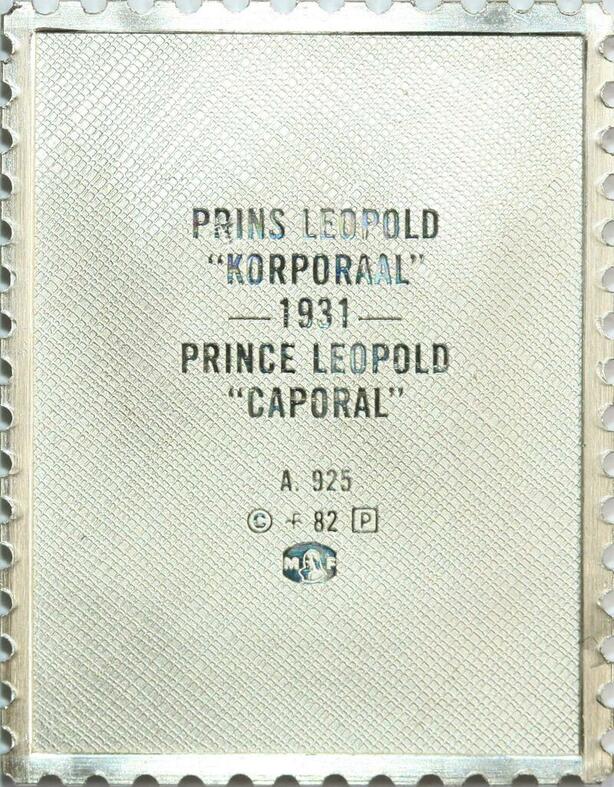 PRINS LEOPOLD
“KORPORAAL”
— 1931 —
PRINCE LEOPOLD
“CAPORAL”
A. 925
© 82 P
M F